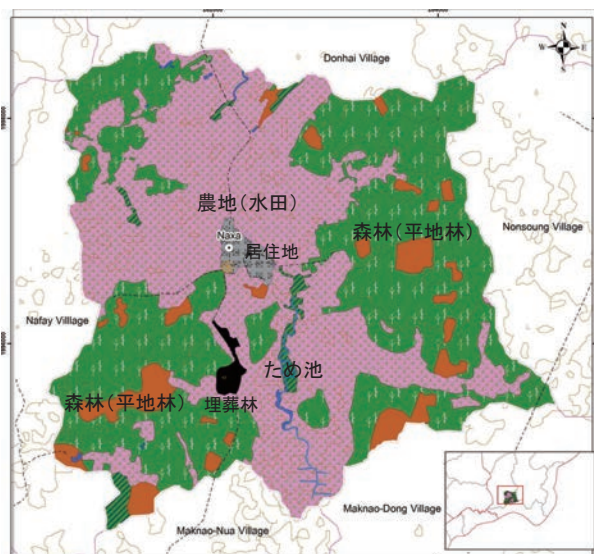 N
W E
S
Donhai Village
農地（水田）
Naxa
居住地
森林（平地林）
Nonsoung Village
Nafay Villlage
ため池
森林（平地林）
埋葬林
Maknao-Dong Village
Maknao-Nua Village